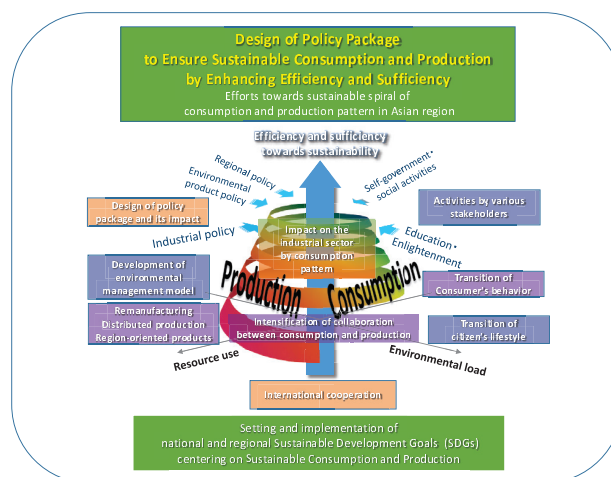 Design of Policy Package
to Ensure Sustainable Consumption and Production
by Enhancing Efficiency and Sufficiency
Efforts towards sustainable spiral of
consumption and production pattern in Asian region
Efficiency and sufficiency
towards sustainability
Regional policy
Environmental
product policy
Self-government・
social activities
Design of policy
package and its impact
Activities by various
stakeholders
Industrial policy
Impact on the
industrial sector
by consumption
pattern
Education・
Enlightenment
Development of
environmental
management model
Production
Consumption
Transition of
Consumer's behavior
Remanufacturing
Distributed production
Region-oriented products
Intensification of collaboration
between consumption and production
Transition of
citizen's lifestyle
Resource use
Environmental load
International cooperation
Setting and implementation of
national and regional Sustainable Development Goals (SDGs)
centering on Sustainable Consumption and Production